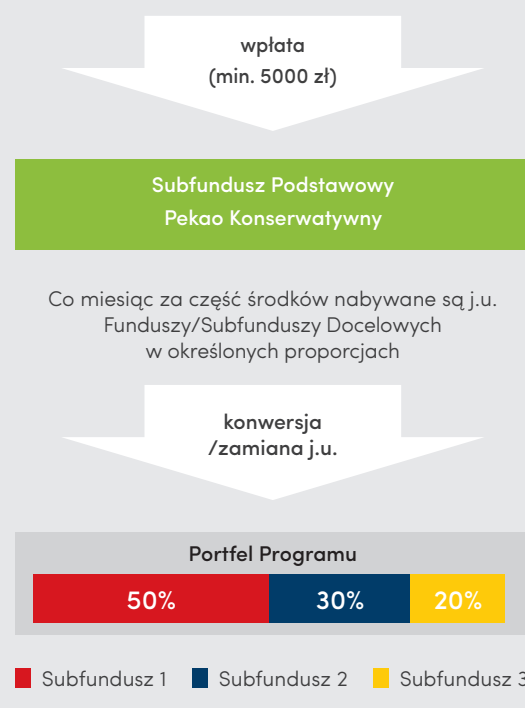 wpłata
(min. 5000 zł)
Subfundusz Podstawowy
Pekao Konserwatywny
Co miesiąc za część środków nabywane są j.u.
Funduszy/Subfunduszy Docelowych
w określonych proporcjach
konwersja
/zamiana j.u.
Portfel Programu
50% 30% 20%
Subfundusz 1 Subfundusz 2 Subfundusz 3